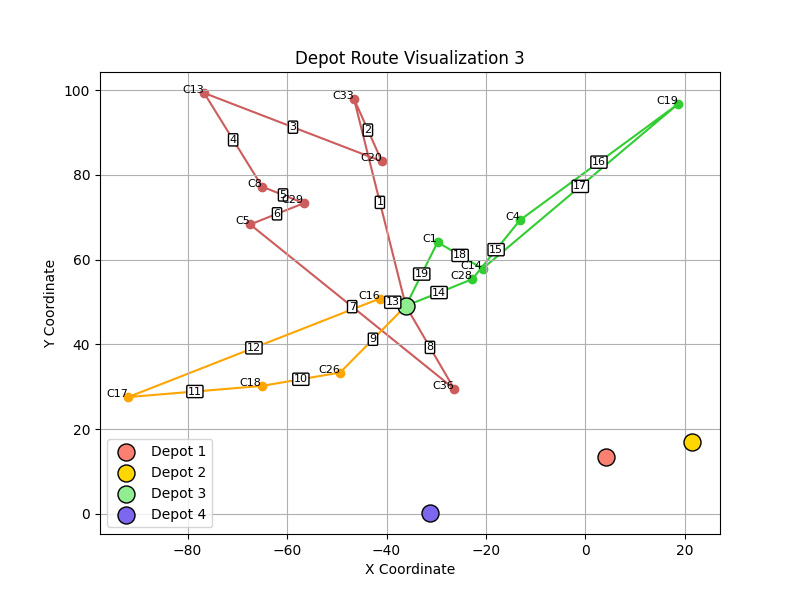 Depot Route Visualization 3
100
80
60
40
20
0
Y Coordinate
−80
−60
−40
−20
0
20
X Coordinate
C13
C33
C19
4
3
2
C20
16
17
C8
5
C29
6
C5
1
C4
C1
15
18
C14
19
C28
14
C16
13
7
12
9
8
C26
10
C18
11
C17
C36
Depot 1
Depot 2
Depot 3
Depot 4